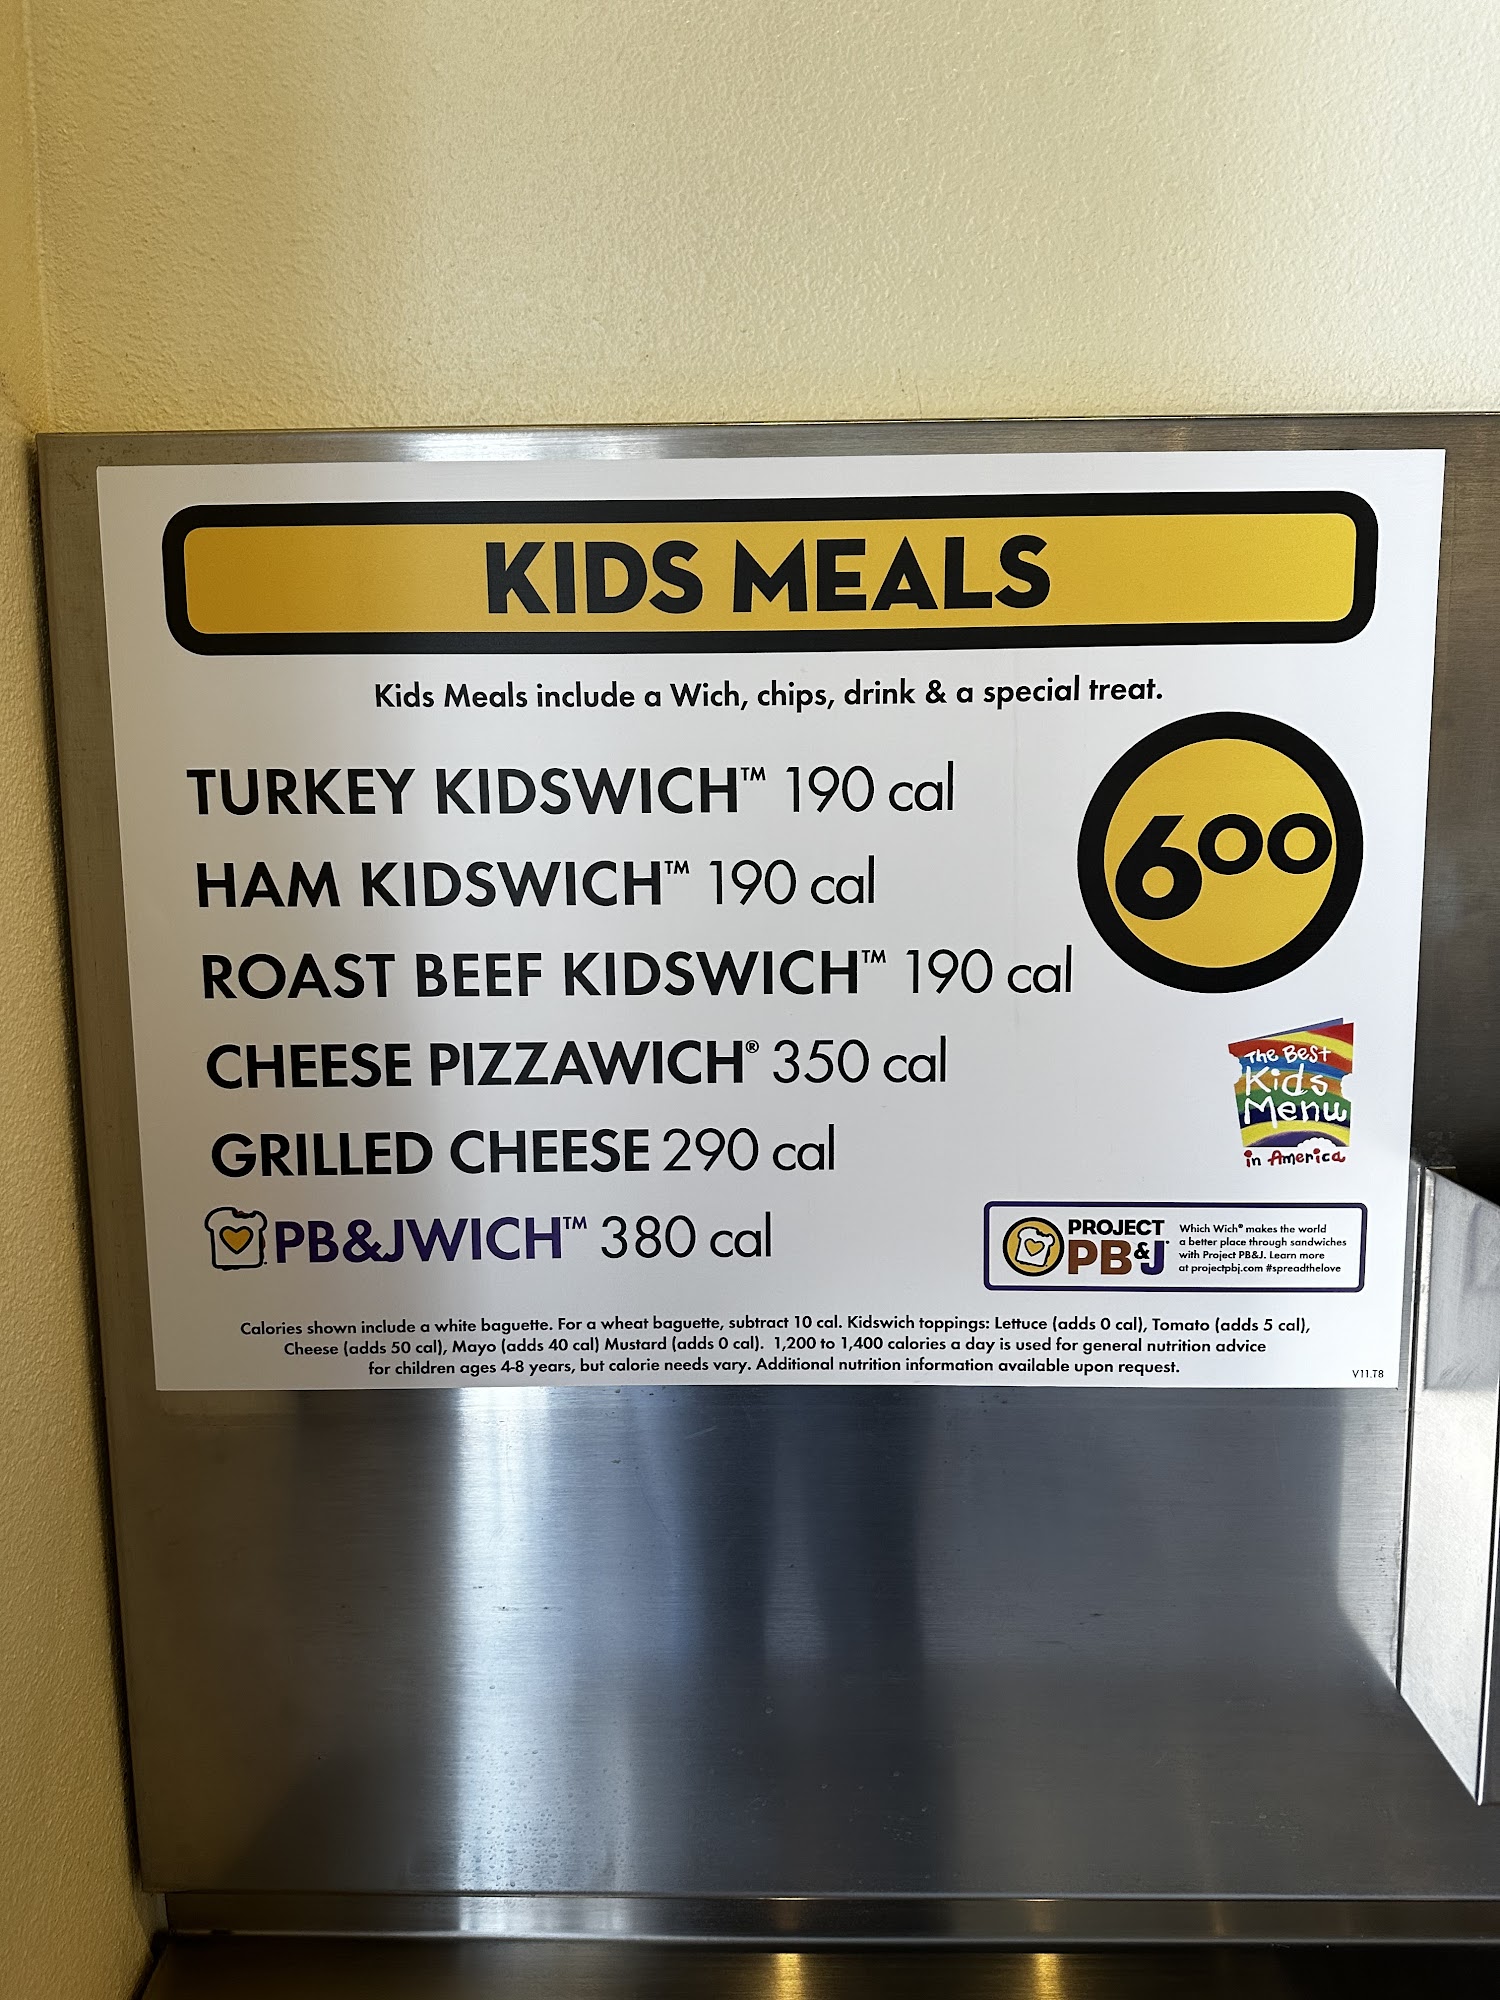 KIDS MEALS
Kids Meals include a Wich, chips, drink & a special treat.
TURKEY KIDSWICH™ 190 cal
HAM KIDSWICH™ 190 cal
ROAST BEEF KIDSWICH™ 190 cal
CHEESE PIZZAWICH® 350 cal
GRILLED CHEESE 290 cal
PB&JWICH™ 380 cal
600
The Best
Kids
Menu
in America
PROJECT
PB&J
Which Wich® makes the world
a better place through sandwiches
with Project PB&J. Learn more
at projectpbj.com #spreadthelove
Calories shown include a white baguette. For a wheat baguette, subtract 10 cal. Kidswich toppings: Lettuce (adds 0 cal), Tomato (adds 5 cal),
Cheese (adds 50 cal), Mayo (adds 40 cal) Mustard (adds 0 cal). 1,200 to 1,400 calories a day is used for general nutrition advice
for children ages 4-8 years, but calorie needs vary. Additional nutrition information available upon request.
V11.T8